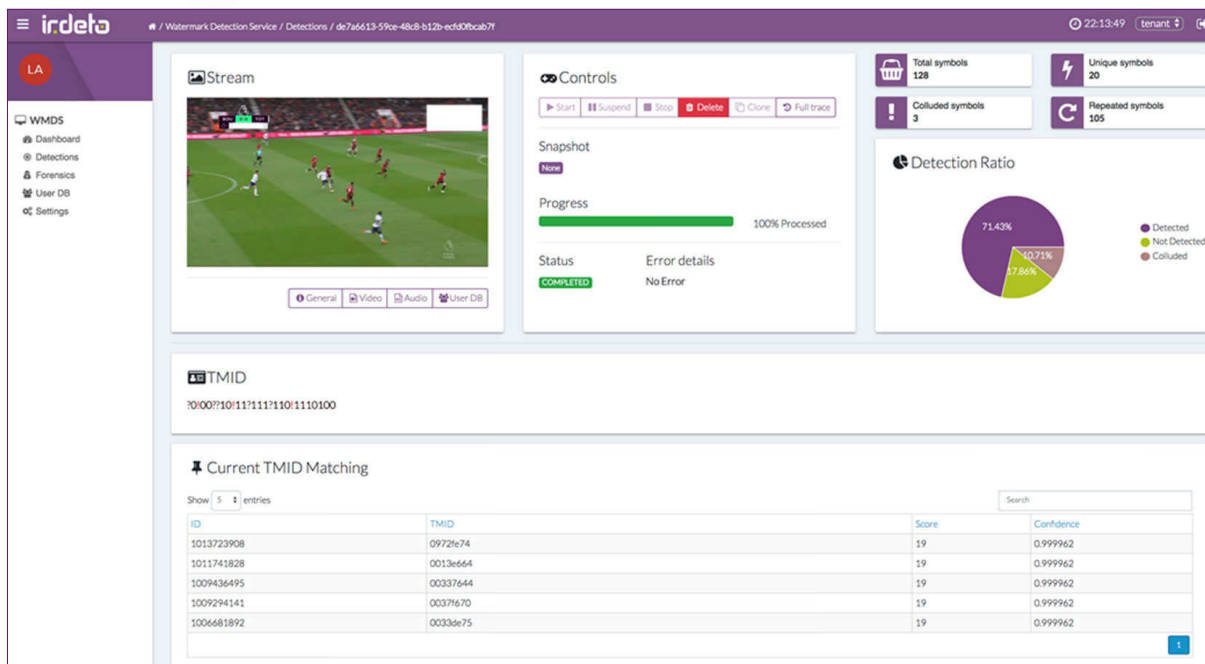 irdeto
/ Watermark Detection Service / Detections / de7a6613-59ce-48c8-b12b-ecfd0fbcab7f
22:13:49
tenant
LA
WMDS
Dashboard
Detections
Forensics
User DB
Settings
Stream
BOU 0-0 TOT
General
Video
Audio
User DB
Controls
Start
Suspend
Stop
Delete
Clone
Full trace
Snapshot
None
Progress
100% Processed
Status
Error details
COMPLETED
No Error
Total symbols
128
Unique symbols
20
Colluded symbols
3
Repeated symbols
105
Detection Ratio
71.43%
10.71%
17.86%
Detected
Not Detected
Colluded
TMID
?0!00??10!11?111?110!1110100
Current TMID Matching
Show 5 entries
Search
ID TMID Score Confidence
1013723908 0972fe74 19 0.999962
1011741828 0013e664 19 0.999962
1009436495 00337644 19 0.999962
1009294141 0037f670 19 0.999962
1006681892 0033de75 19 0.999962
1